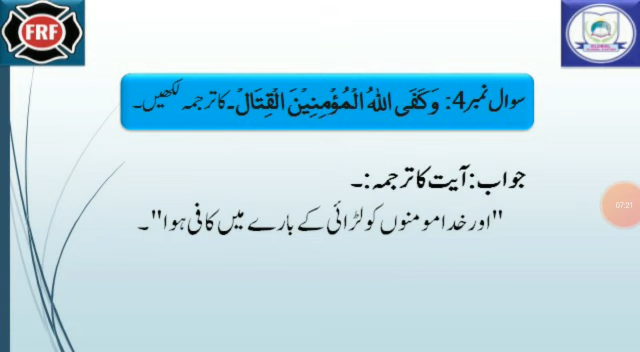 FRF
سوال نمبر4: وَكَفَى اللهُ الْمُؤْمِنِيْنَ الْقِتَالْ۔ کا ترجمہ لکھیں۔
جواب: آیت کا ترجمہ:۔
"اور خدا مومنوں کو لڑائی کے بارے میں کافی ہوا"۔
07:21